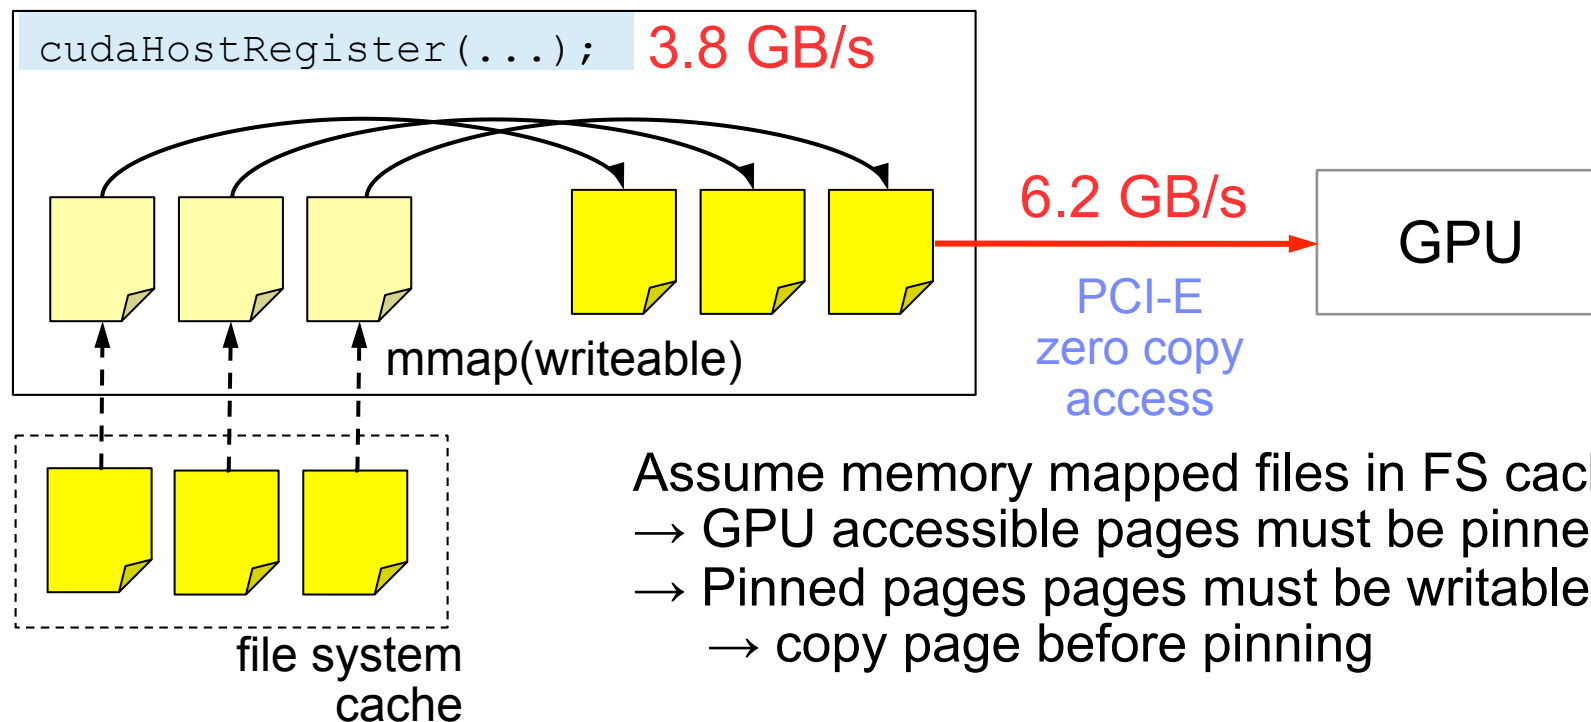 cudaHostRegister(...);
3.8 GB/s
6.2 GB/s
GPU
PCI-E
zero copy
access
mmap(writeable)
Assume memory mapped files in FS cac
→ GPU accessible pages must be pinne
→ Pinned pages pages must be writable
→ copy page before pinning
file system
cache